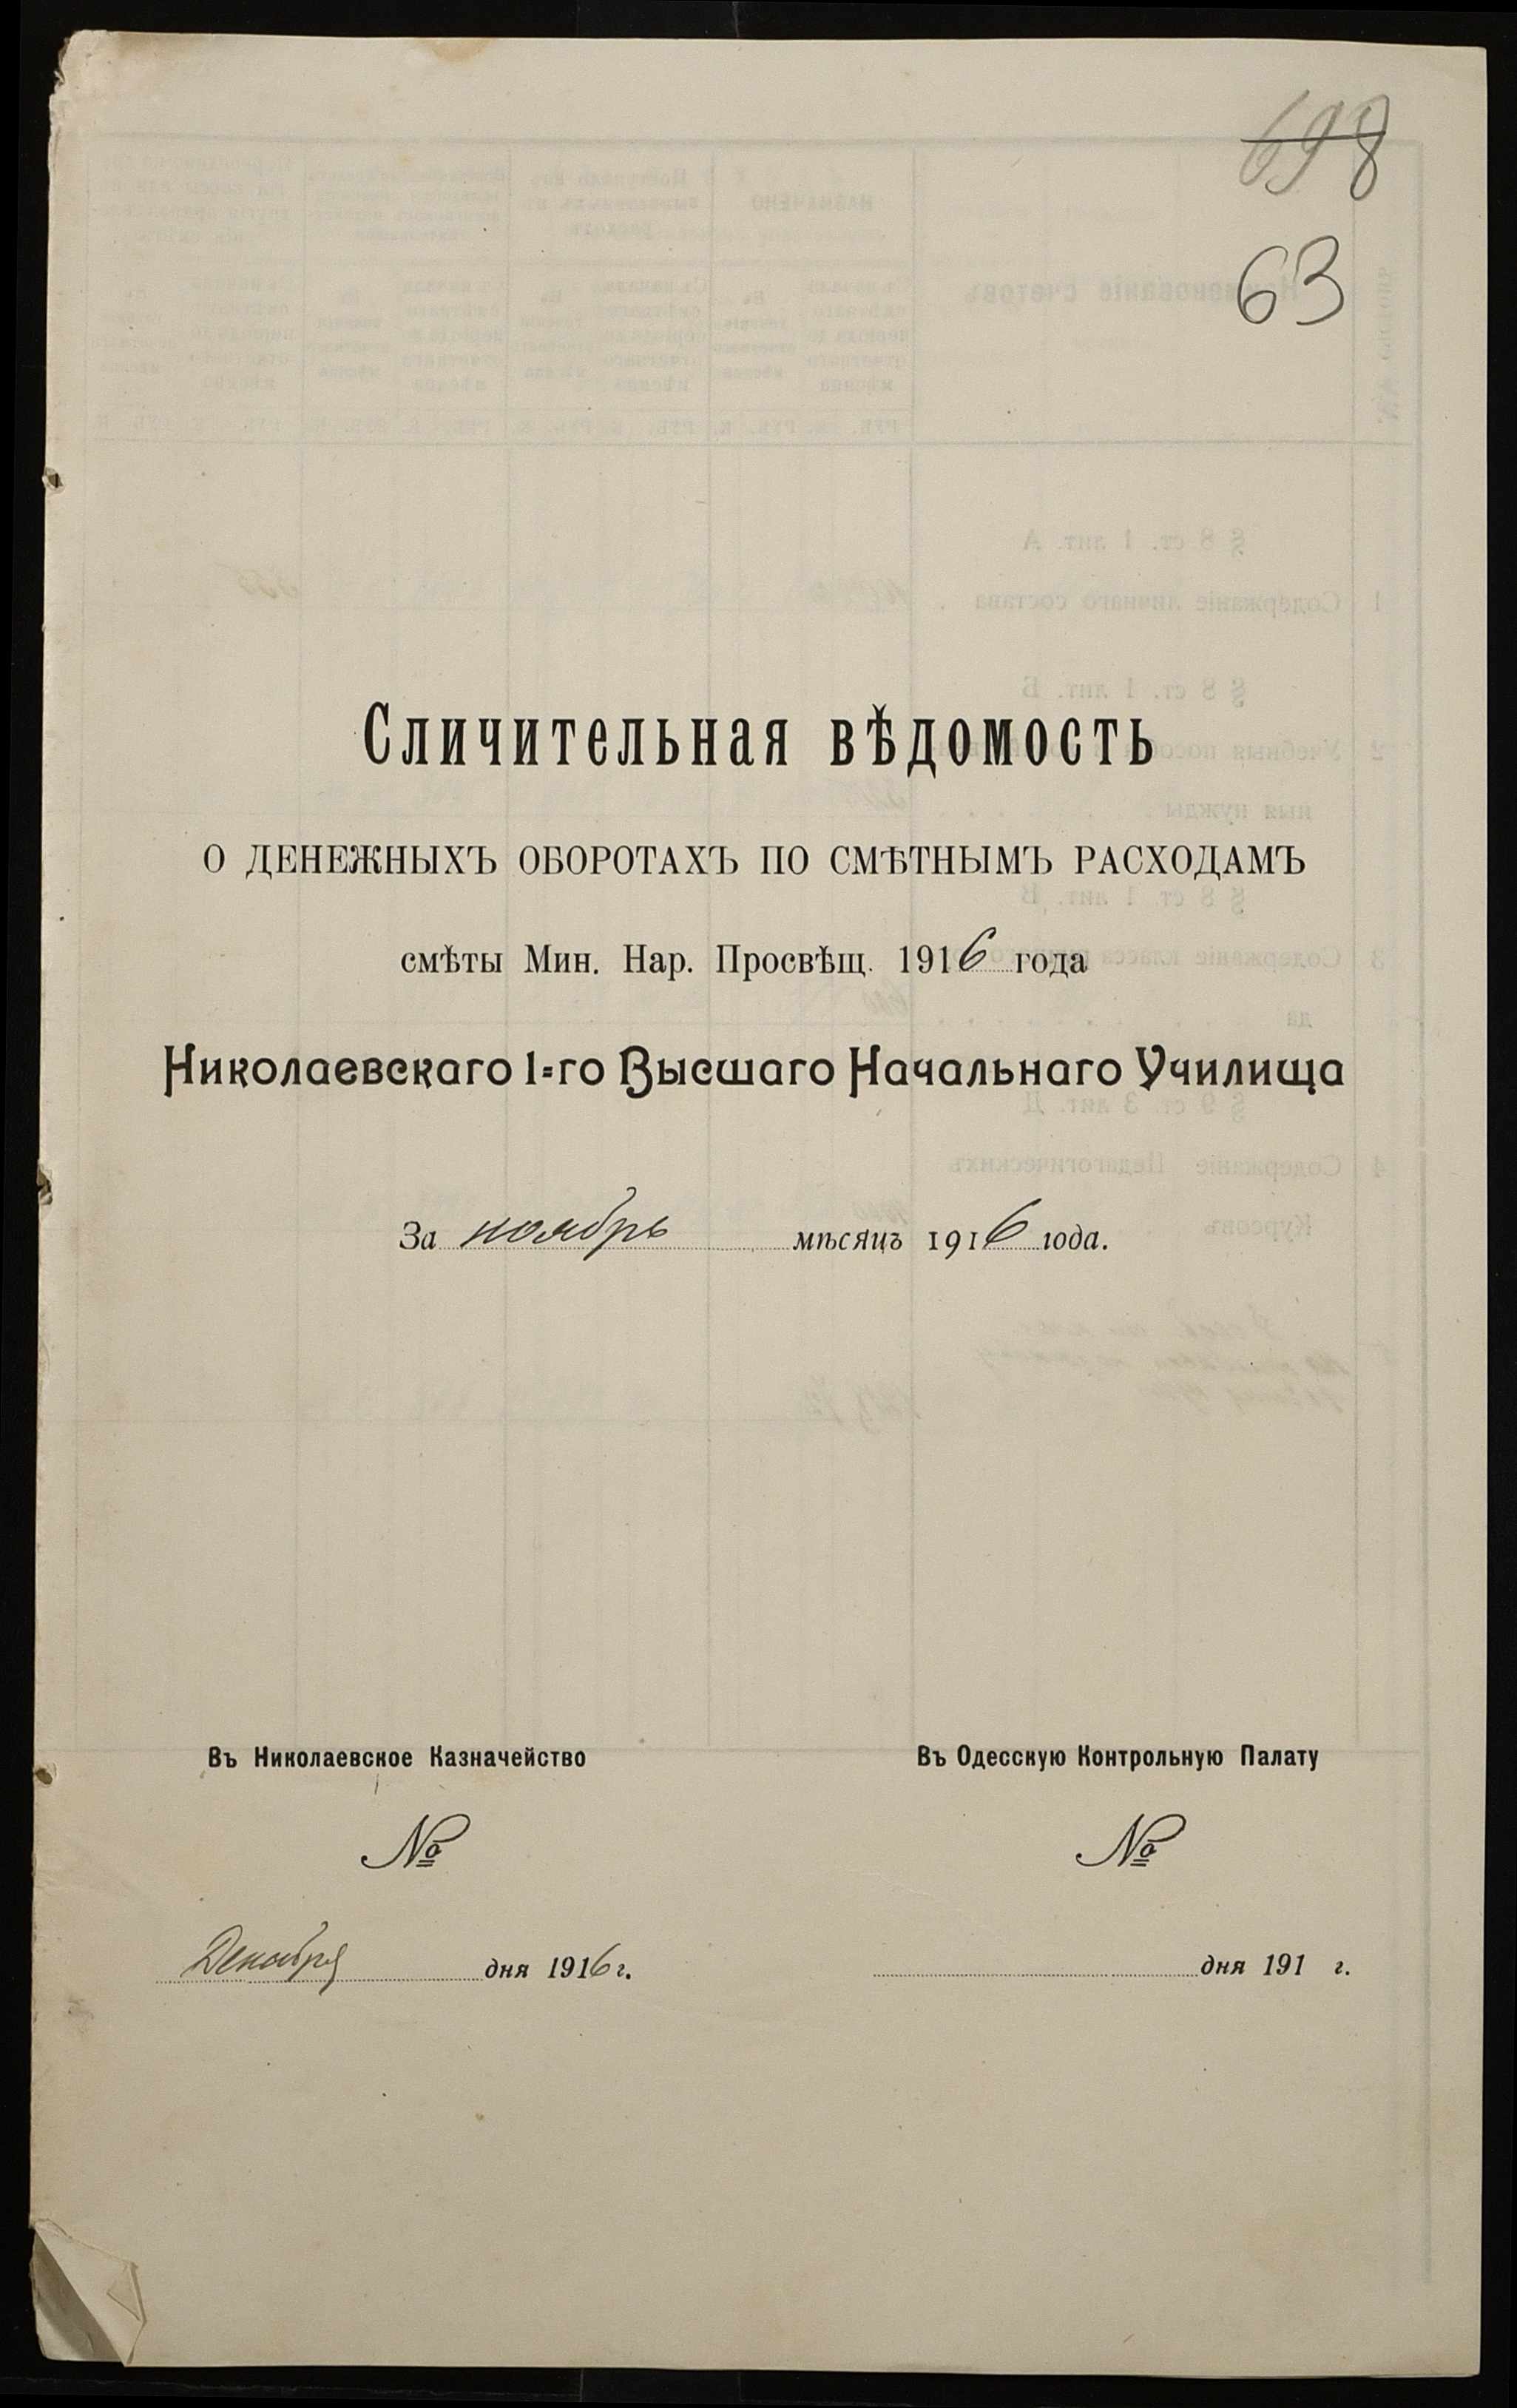 698
63
Сличительная вѣдомость
О ДЕНЕЖНЫХЪ ОБОРОТАХЪ ПО СМѢТНЫМЪ РАСХОДАМЪ
смѣты Мин. Нар. Просвѣщ. 1916 года
Николаевскаго 1=го Высшаго Начальнаго Училища
За ноябрь мѣсяцъ 1916 года.
Въ Николаевское Казначейство
№
Декабря дня 1916 г.
Въ Одесскую Контрольную Палату
№
дня 191 г.